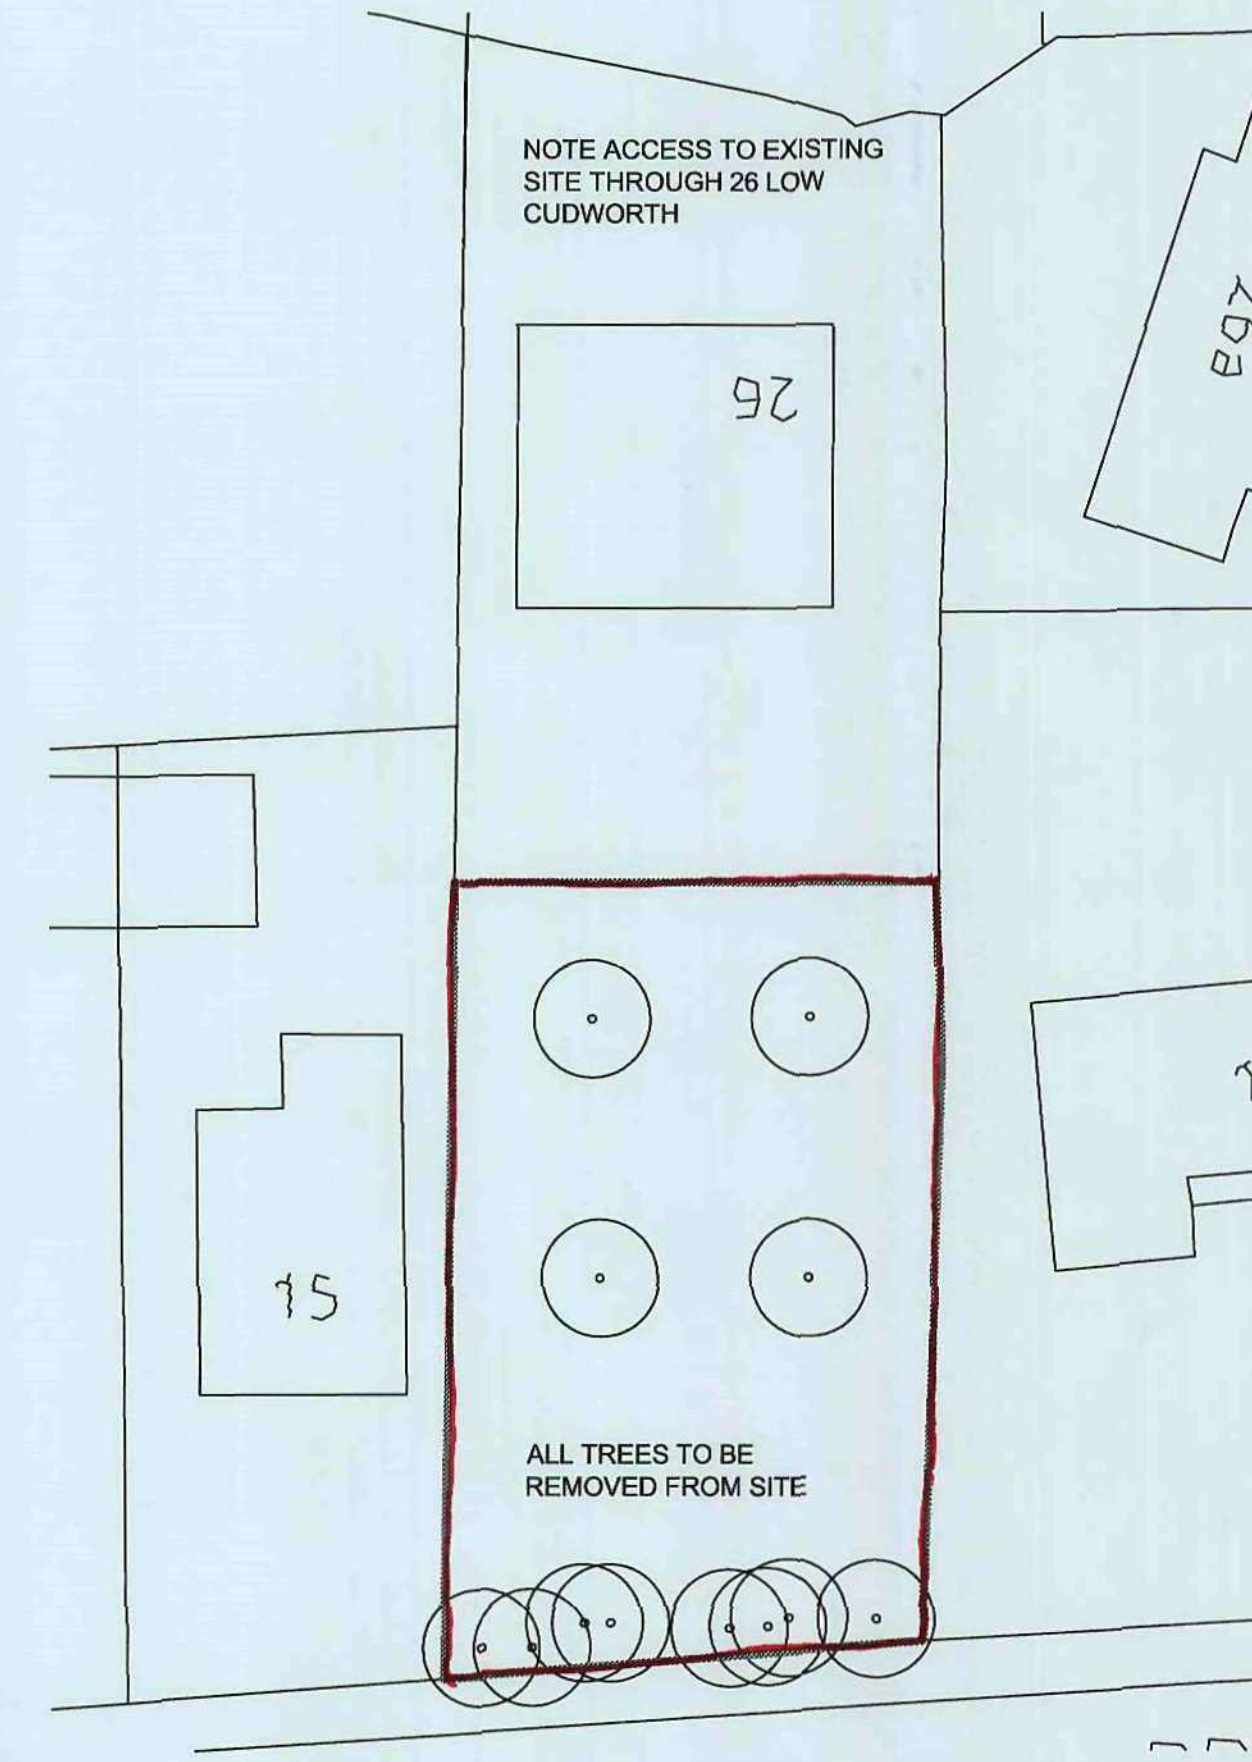 NOTE ACCESS TO EXISTING
SITE THROUGH 26 LOW
CUDWORTH
26
15
ALL TREES TO BE
REMOVED FROM SITE